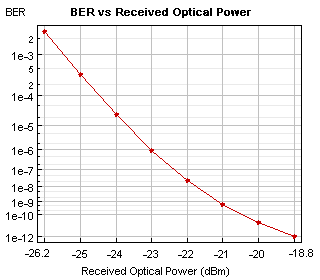 BER
BER vs Received Optical Power
2
1e-3
5
2
1e-4
1e-5
1e-6
1e-7
1e-8
1e-9
1e-10
1e-12
-26.2 -25 -24 -23 -22 -21 -20 -18.8
Received Optical Power (dBm)